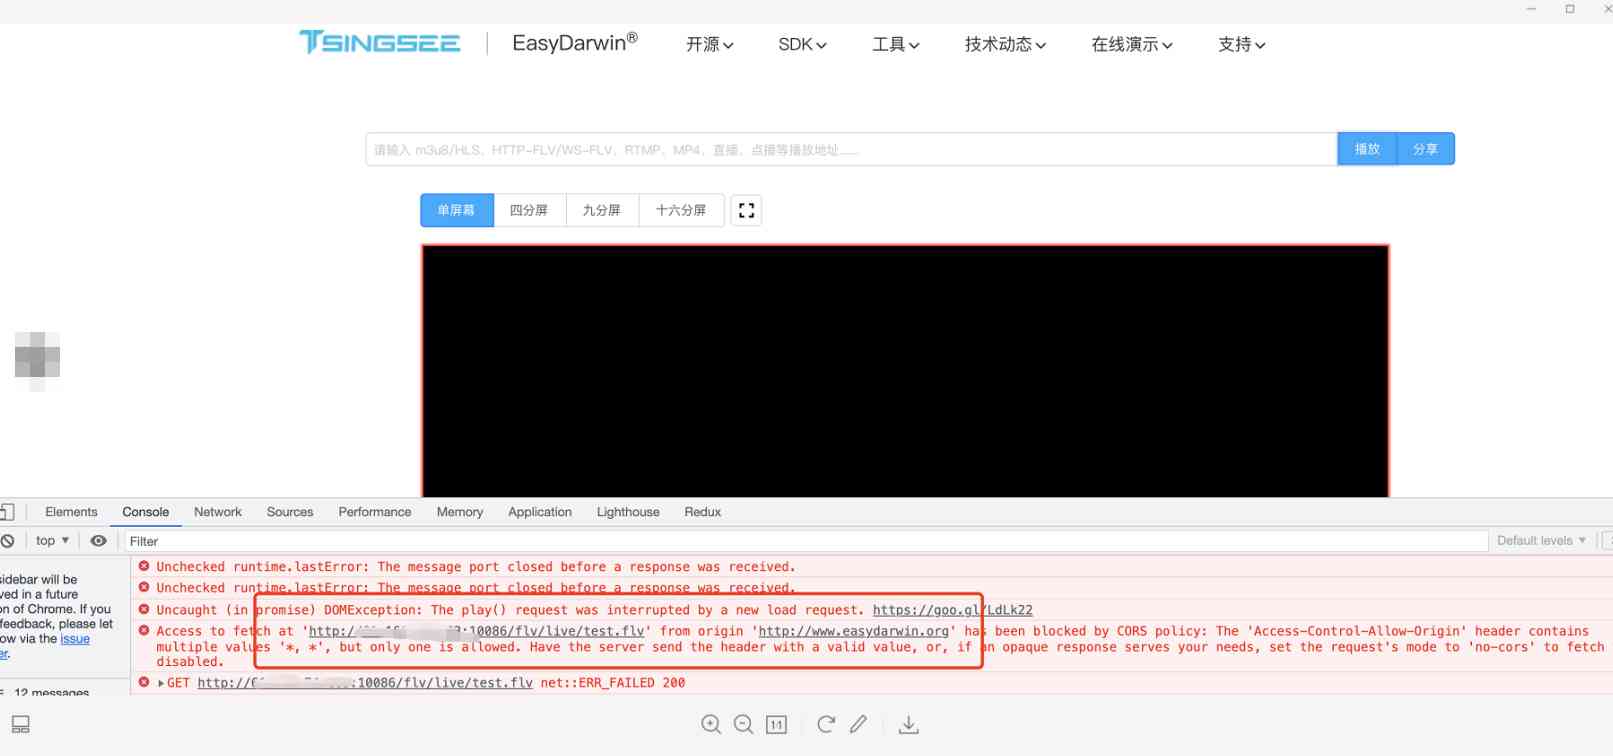 TSINGSEE EasyDarwin® 开源 SDK 工具 技术动态 在线演示 支持
请输入 m3u8/HLS、HTTP-FLV/WS-FLV、RTMP、MP4、直播、点播等播放地址...... 播放 分享
单屏幕 四分屏 九分屏 十六分屏
Elements Console Network Sources Performance Memory Application Lighthouse Redux
top Filter Default levels
sidebar will be
ved in a future
on of Chrome. If you
feedback, please let
ow via the issue
er.
12 messages
Unchecked runtime.lastError: The message port closed before a response was received.
Unchecked runtime.lastError: The message port closed before a response was received.
Uncaught (in promise) DOMException: The play() request was interrupted by a new load request. https://goo.gl/LdLk22
Access to fetch at 'http:/ :10086/flv/live/test.flv' from origin 'http://www.easydarwin.org' has been blocked by CORS policy: The 'Access-Control-Allow-Origin' header contains
multiple values '*, *', but only one is allowed. Have the server send the header with a valid value, or, if an opaque response serves your needs, set the request's mode to 'no-cors' to fetch
disabled.
GET http:// :10086/flv/live/test.flv net::ERR_FAILED 200
1:1